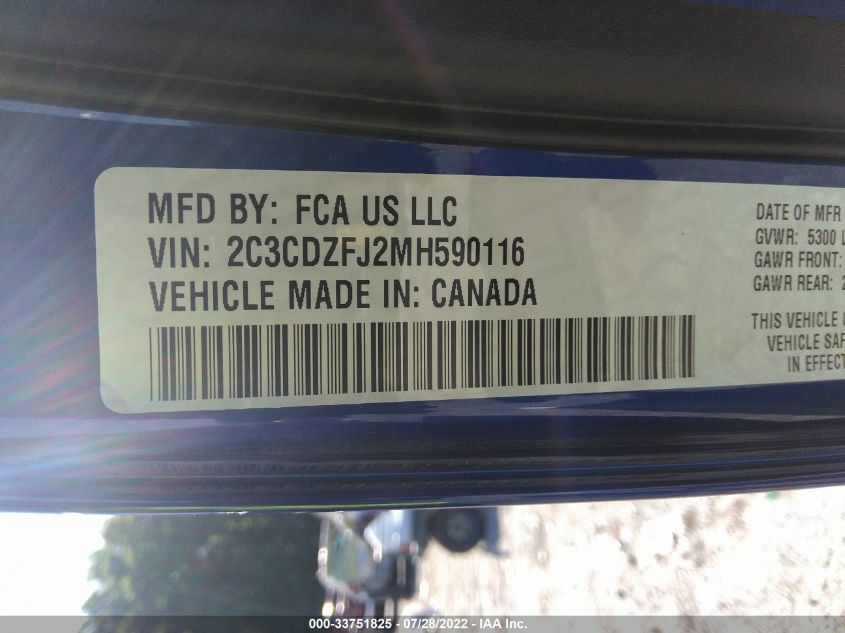 MFD BY: FCA US LLC
VIN: 2C3CDZFJ2MH590116
VEHICLE MADE IN: CANADA
DATE OF MFR
GVWR: 5300 L
GAWR FRONT:
GAWR REAR: 2
THIS VEHICLE
VEHICLE SAF
IN EFFECT
000-33751825 - 07/28/2022 - IAA Inc.